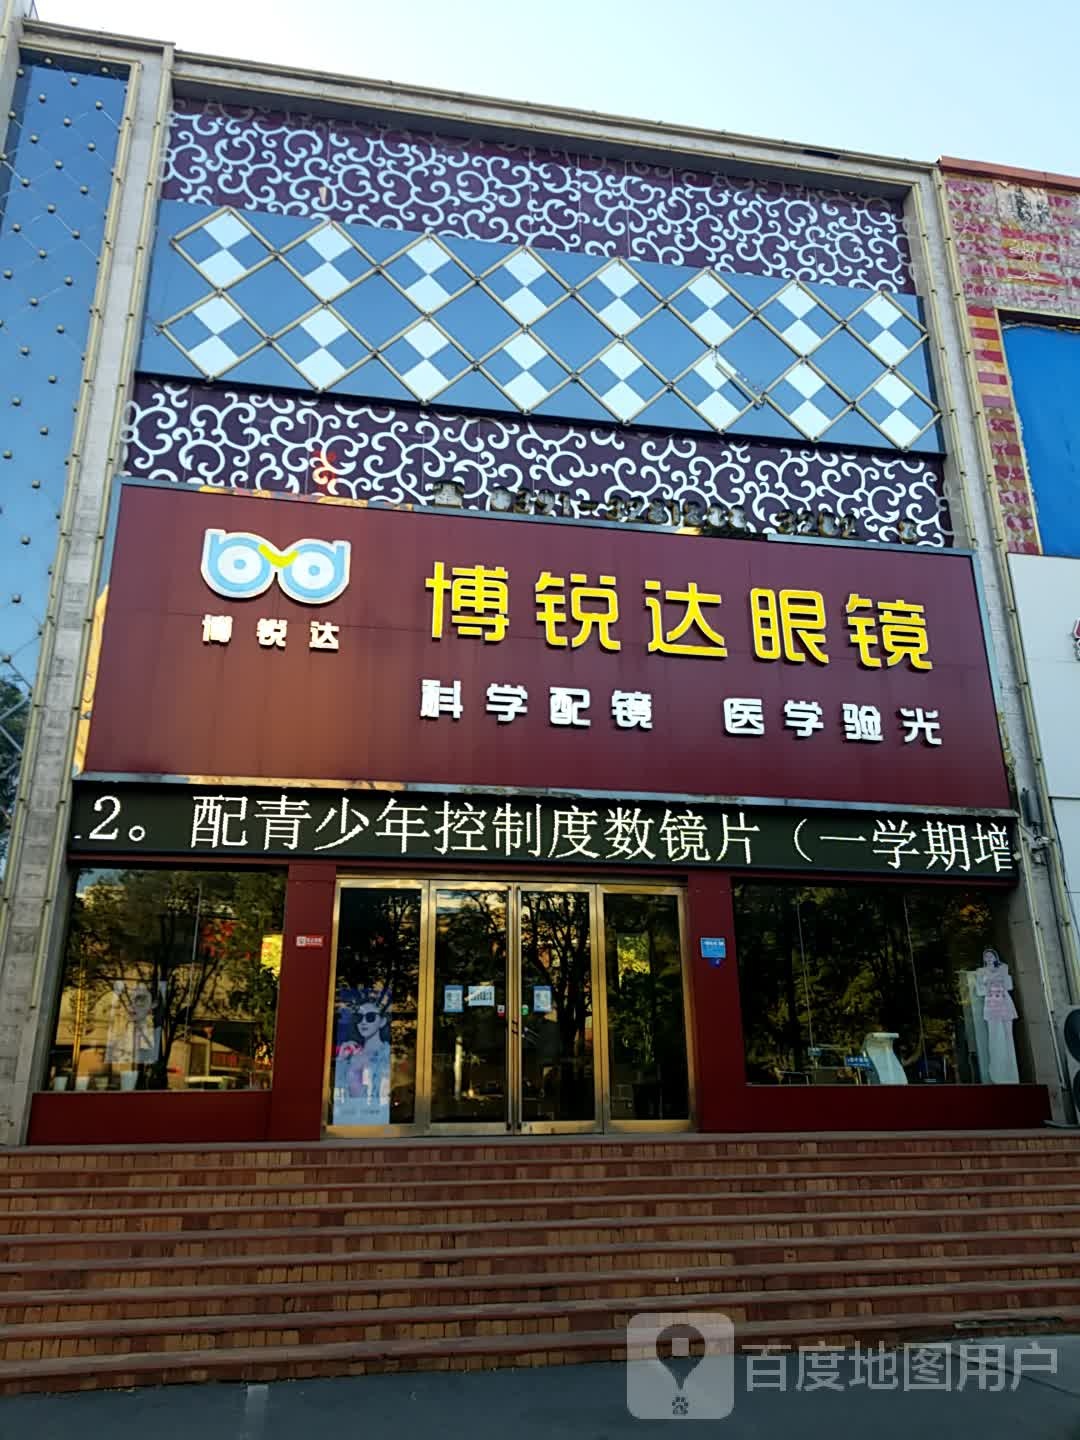 byd
博锐达
博锐达眼镜
科学配镜 医学验光
2。配青少年控制度数镜片（一学期增
百度地图用户